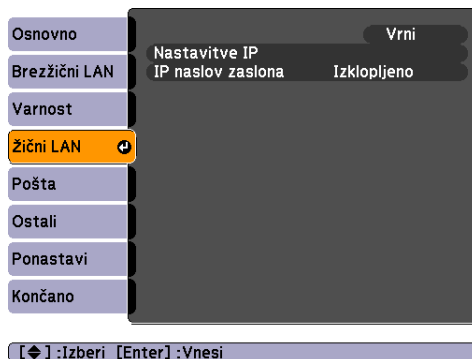 Osnovno
Brezžični LAN
Varnost
Žični LAN
Pošta
Ostali
Ponastavi
Končano
Vrni
Nastavitve IP
IP naslov zaslona Izklopljeno
[◆] :Izberi [Enter] :Vnesi